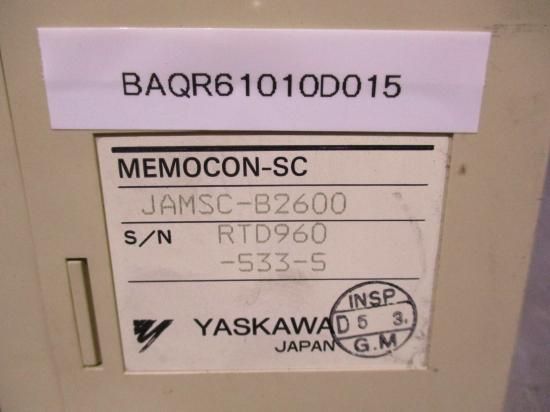 BAQR61010D015
MEMOCON-SC
JAMSC-B2600
S/N RTD960
-533-S
YASKAWA
JAPAN
INSP.
D 5 3.
G.M